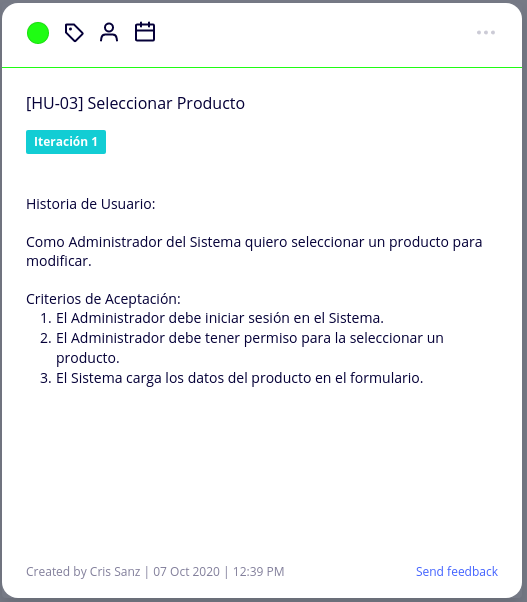 [HU-03] Seleccionar Producto
Iteración 1
Historia de Usuario:
Como Administrador del Sistema quiero seleccionar un producto para
modificar.
Criterios de Aceptación:
1. El Administrador debe iniciar sesión en el Sistema.
2. El Administrador debe tener permiso para la seleccionar un
producto.
3. El Sistema carga los datos del producto en el formulario.
Created by Cris Sanz | 07 Oct 2020 | 12:39 PM
Send feedback